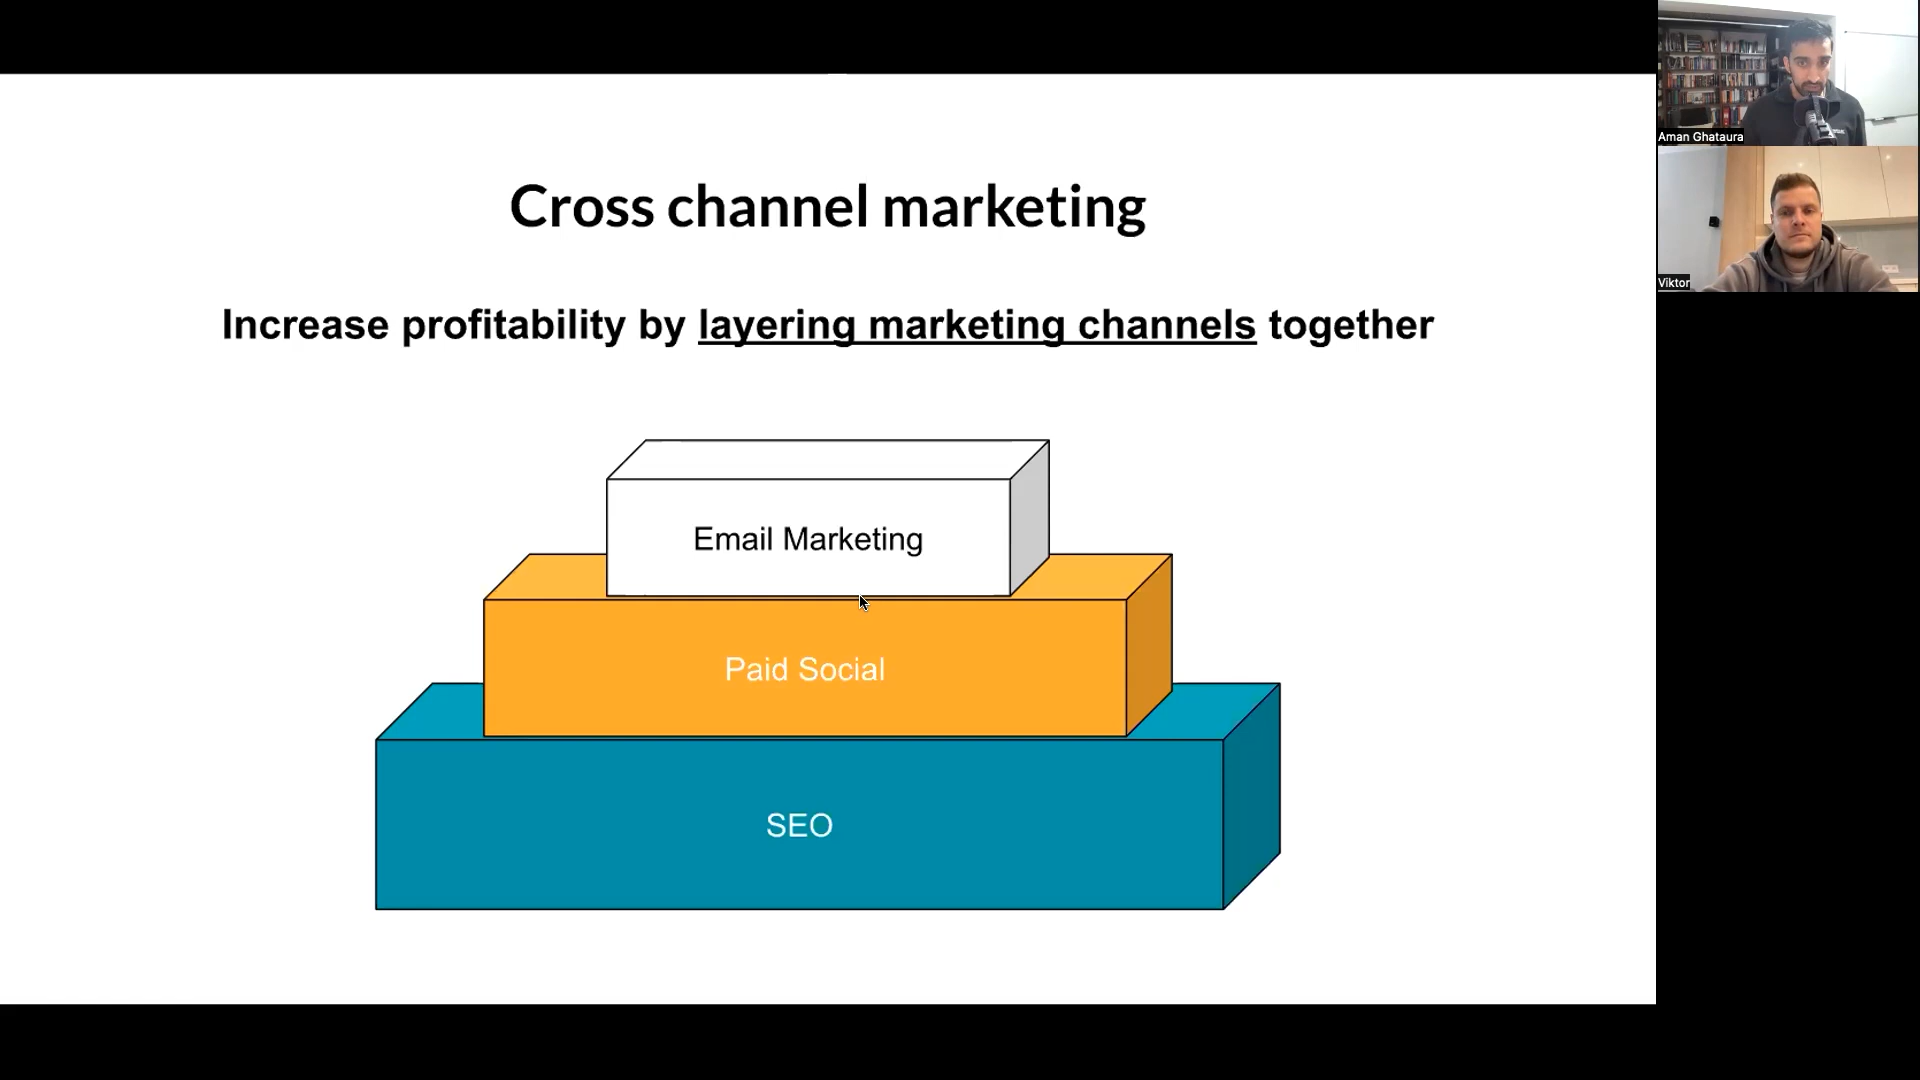 Cross channel marketing
Increase profitability by layering marketing channels together
Email Marketing
Paid Social
SEO
Aman Ghataura
Viktor